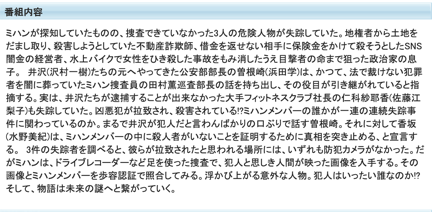 番組内容
ミハンが探知していたものの、捜査できていなかった3人の危険人物が失踪していた。地権者から土地を
だまし取り、殺害しようとしていた不動産詐欺師、借金を返せない相手に保険金をかけて殺そうとしたSNS
闇金の経営者、水上バイクで女性をひき殺した事故をもみ消したうえ目撃者の命まで狙った政治家の息
子。　井沢(沢村一樹)たちの元へやってきた公安部部長の曽根崎(浜田学)は、かつて、法で裁けない犯罪
者を闇に葬っていたミハン捜査員の田村薫巡査部長の話を持ち出し、その役目が引き継がれていると指
摘する。実は、井沢たちが逮捕することが出来なかった大手フィットネスクラブ社長の仁科紗耶香(佐藤江
梨子)も失踪していた。凶悪犯が拉致され、殺害されている!?ミハンメンバーの誰かが一連の連続失踪事
件に関わっているのか。まるで井沢が犯人だと言わんばかりの口ぶりで話す曽根崎。それに対して香坂
(水野美紀)は、ミハンメンバーの中に殺人者がいないことを証明するために真相を突き止める、と宣言す
る。　3件の失踪者を調べると、彼らが拉致されたと思われる場所には、いずれも防犯カメラがなかった。だ
がミハンは、ドライブレコーダーなど足を使った捜査で、犯人と思しき人間が映った画像を入手する。その
画像とミハンメンバーを歩容認証で照合してみる。浮かび上がる意外な人物。犯人はいったい誰なのか!?
そして、物語は未来の謎へと繋がっていく。